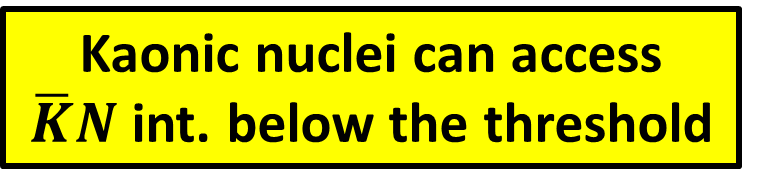 Kaonic nuclei can access
K̅N int. below the threshold